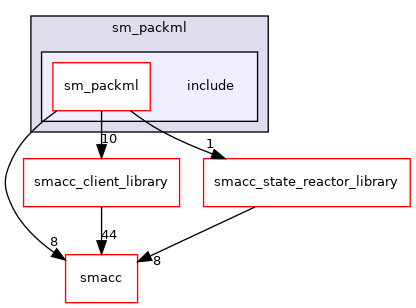 sm_packml
sm_packml include
10
1
smacc_client_library smacc_state_reactor_library
44
8
8
smacc